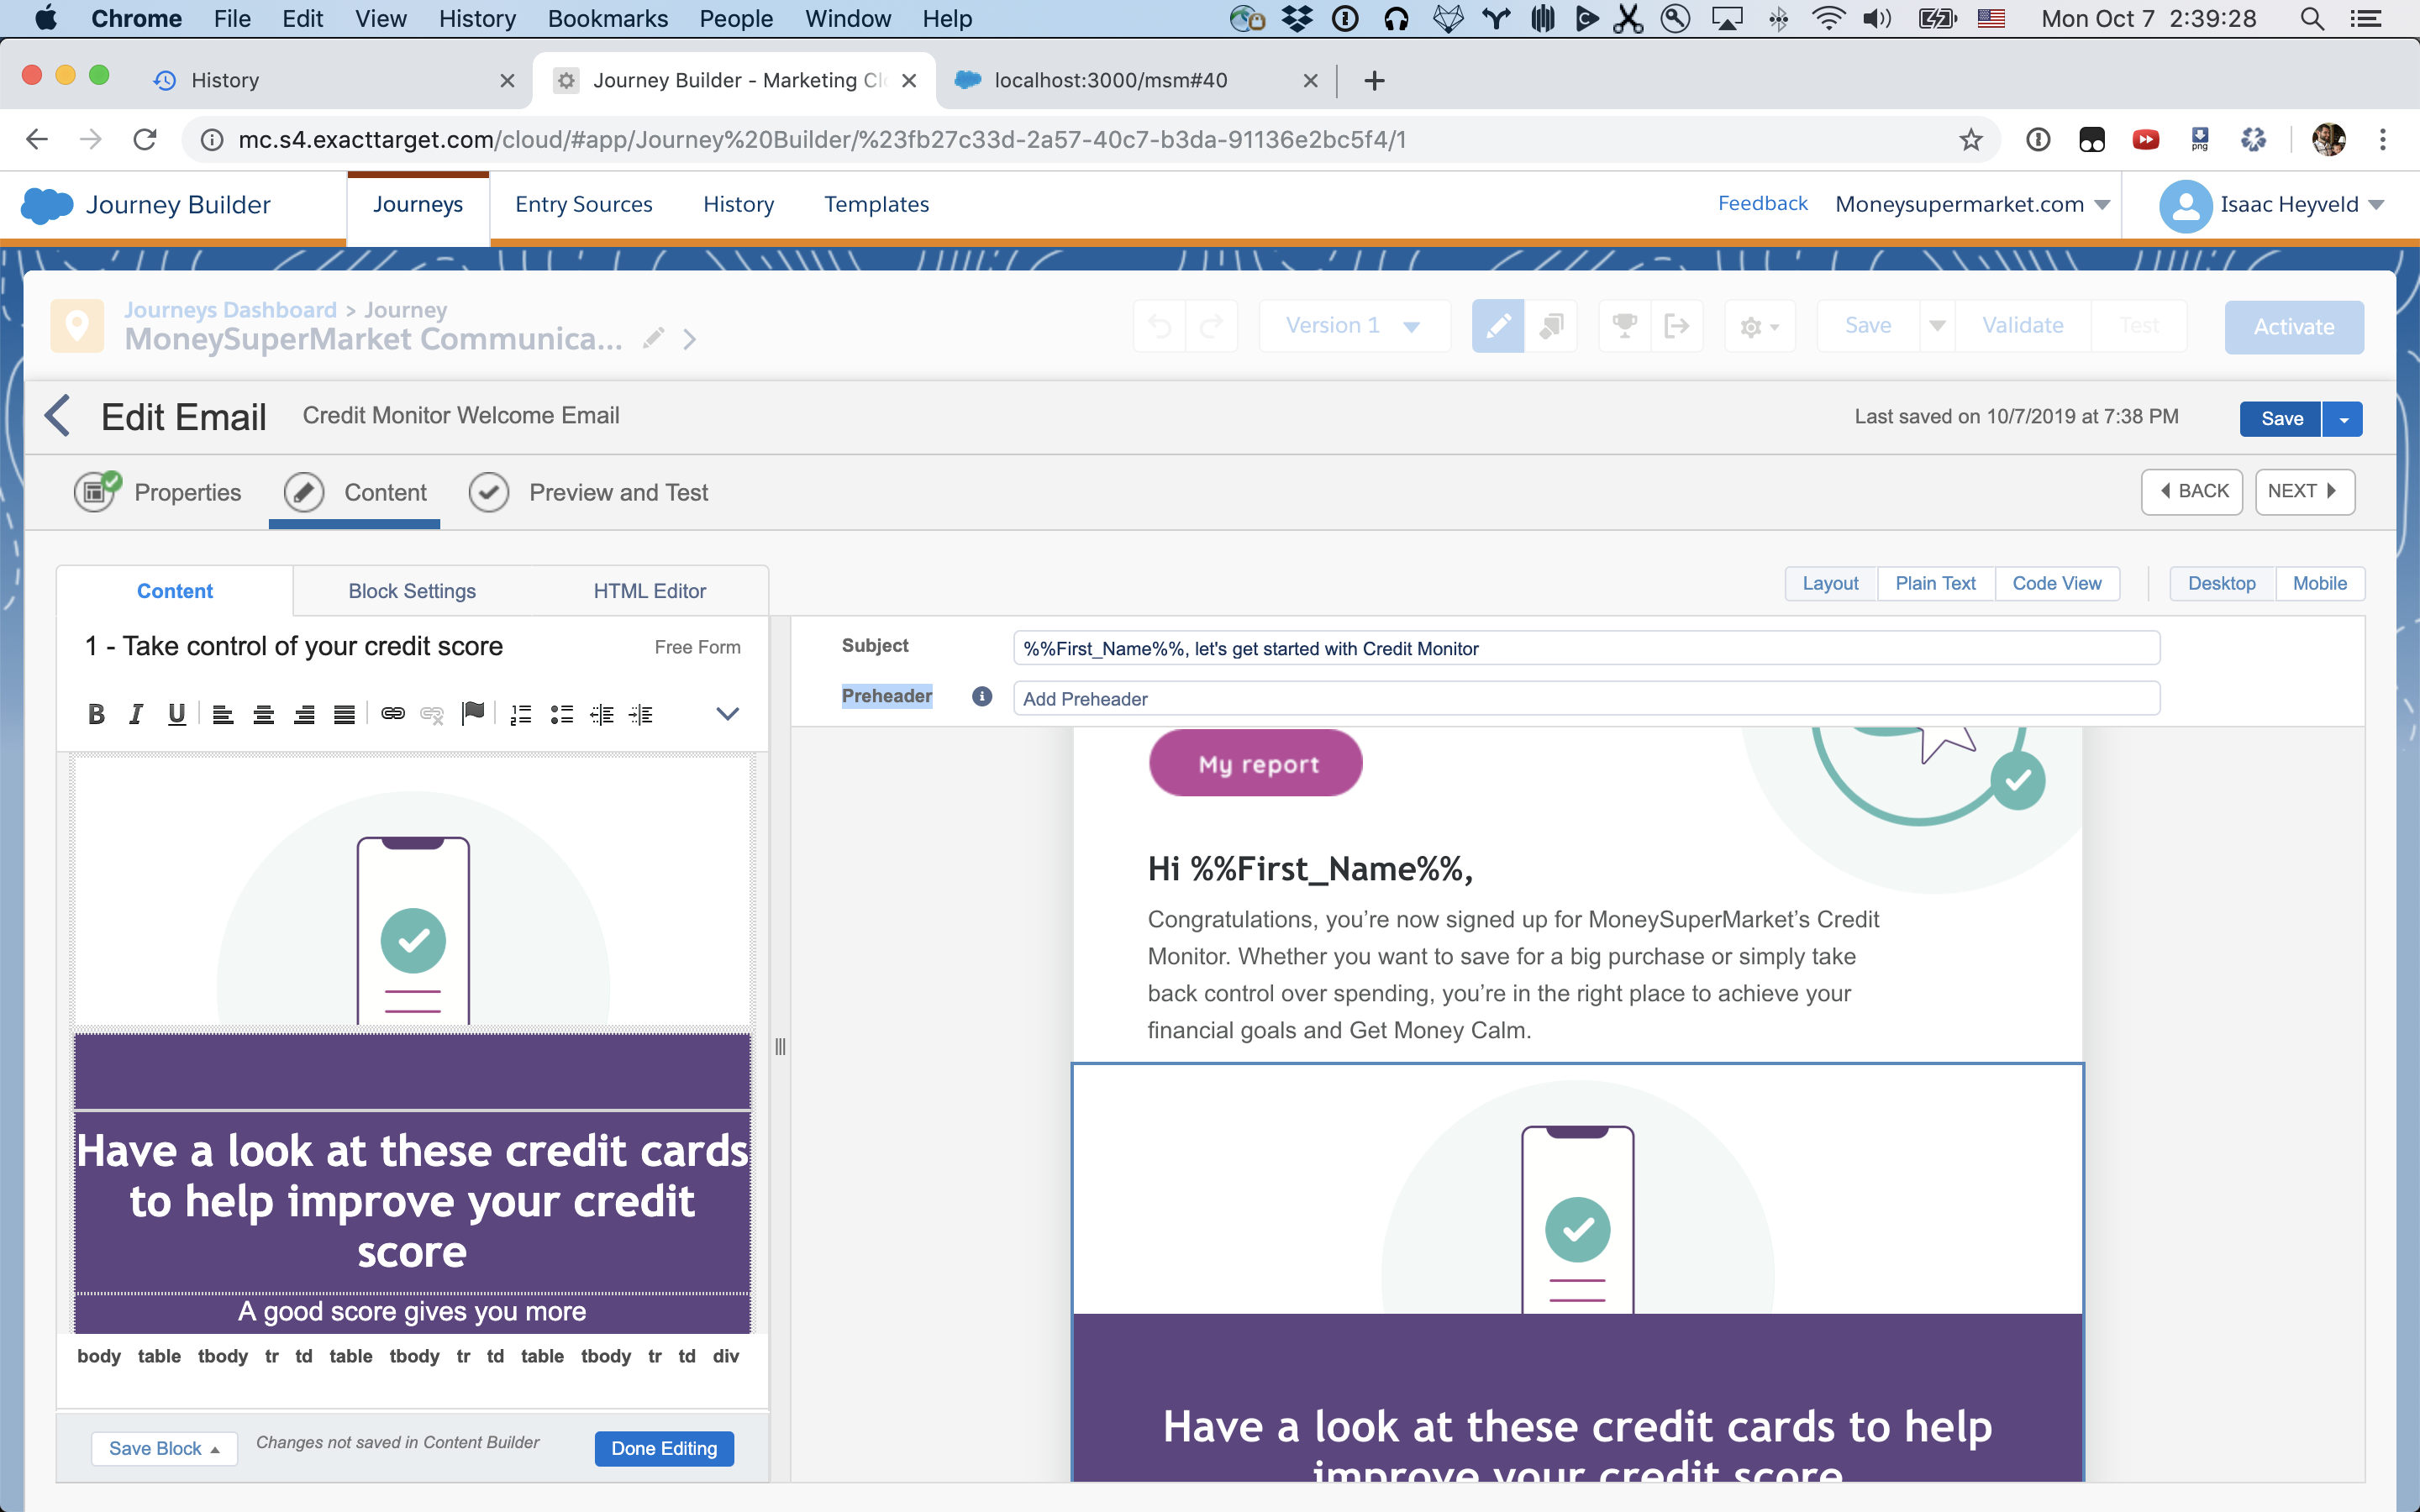 Chrome File Edit View History Bookmarks People Window Help Mon Oct 7 2:39:28
History Journey Builder - Marketing Clo localhost:3000/msm#40
mc.s4.exacttarget.com/cloud/#app/Journey%20Builder/%23fb27c33d-2a57-40c7-b3da-91136e2bc5f4/1 png
Journey Builder Journeys Entry Sources History Templates Feedback Moneysupermarket.com Isaac Heyveld
Journeys Dashboard > Journey
MoneySuperMarket Communica... Version 1 Save Validate Test Activate
Edit Email Credit Monitor Welcome Email Last saved on 10/7/2019 at 7:38 PM Save
Properties Content Preview and Test BACK NEXT
Content Block Settings HTML Editor Layout Plain Text Code View Desktop Mobile
1 - Take control of your credit score Free Form
B I U
Have a look at these credit cards
to help improve your credit
score
A good score gives you more
body table tbody tr td table tbody tr td table tbody tr td div
Save Block Changes not saved in Content Builder Done Editing
Subject %%First_Name%%, let's get started with Credit Monitor
Preheader Add Preheader
My report
Hi %%First_Name%%,
Congratulations, you’re now signed up for MoneySuperMarket’s Credit
Monitor. Whether you want to save for a big purchase or simply take
back control over spending, you’re in the right place to achieve your
financial goals and Get Money Calm.
Have a look at these credit cards to help
improve your credit score